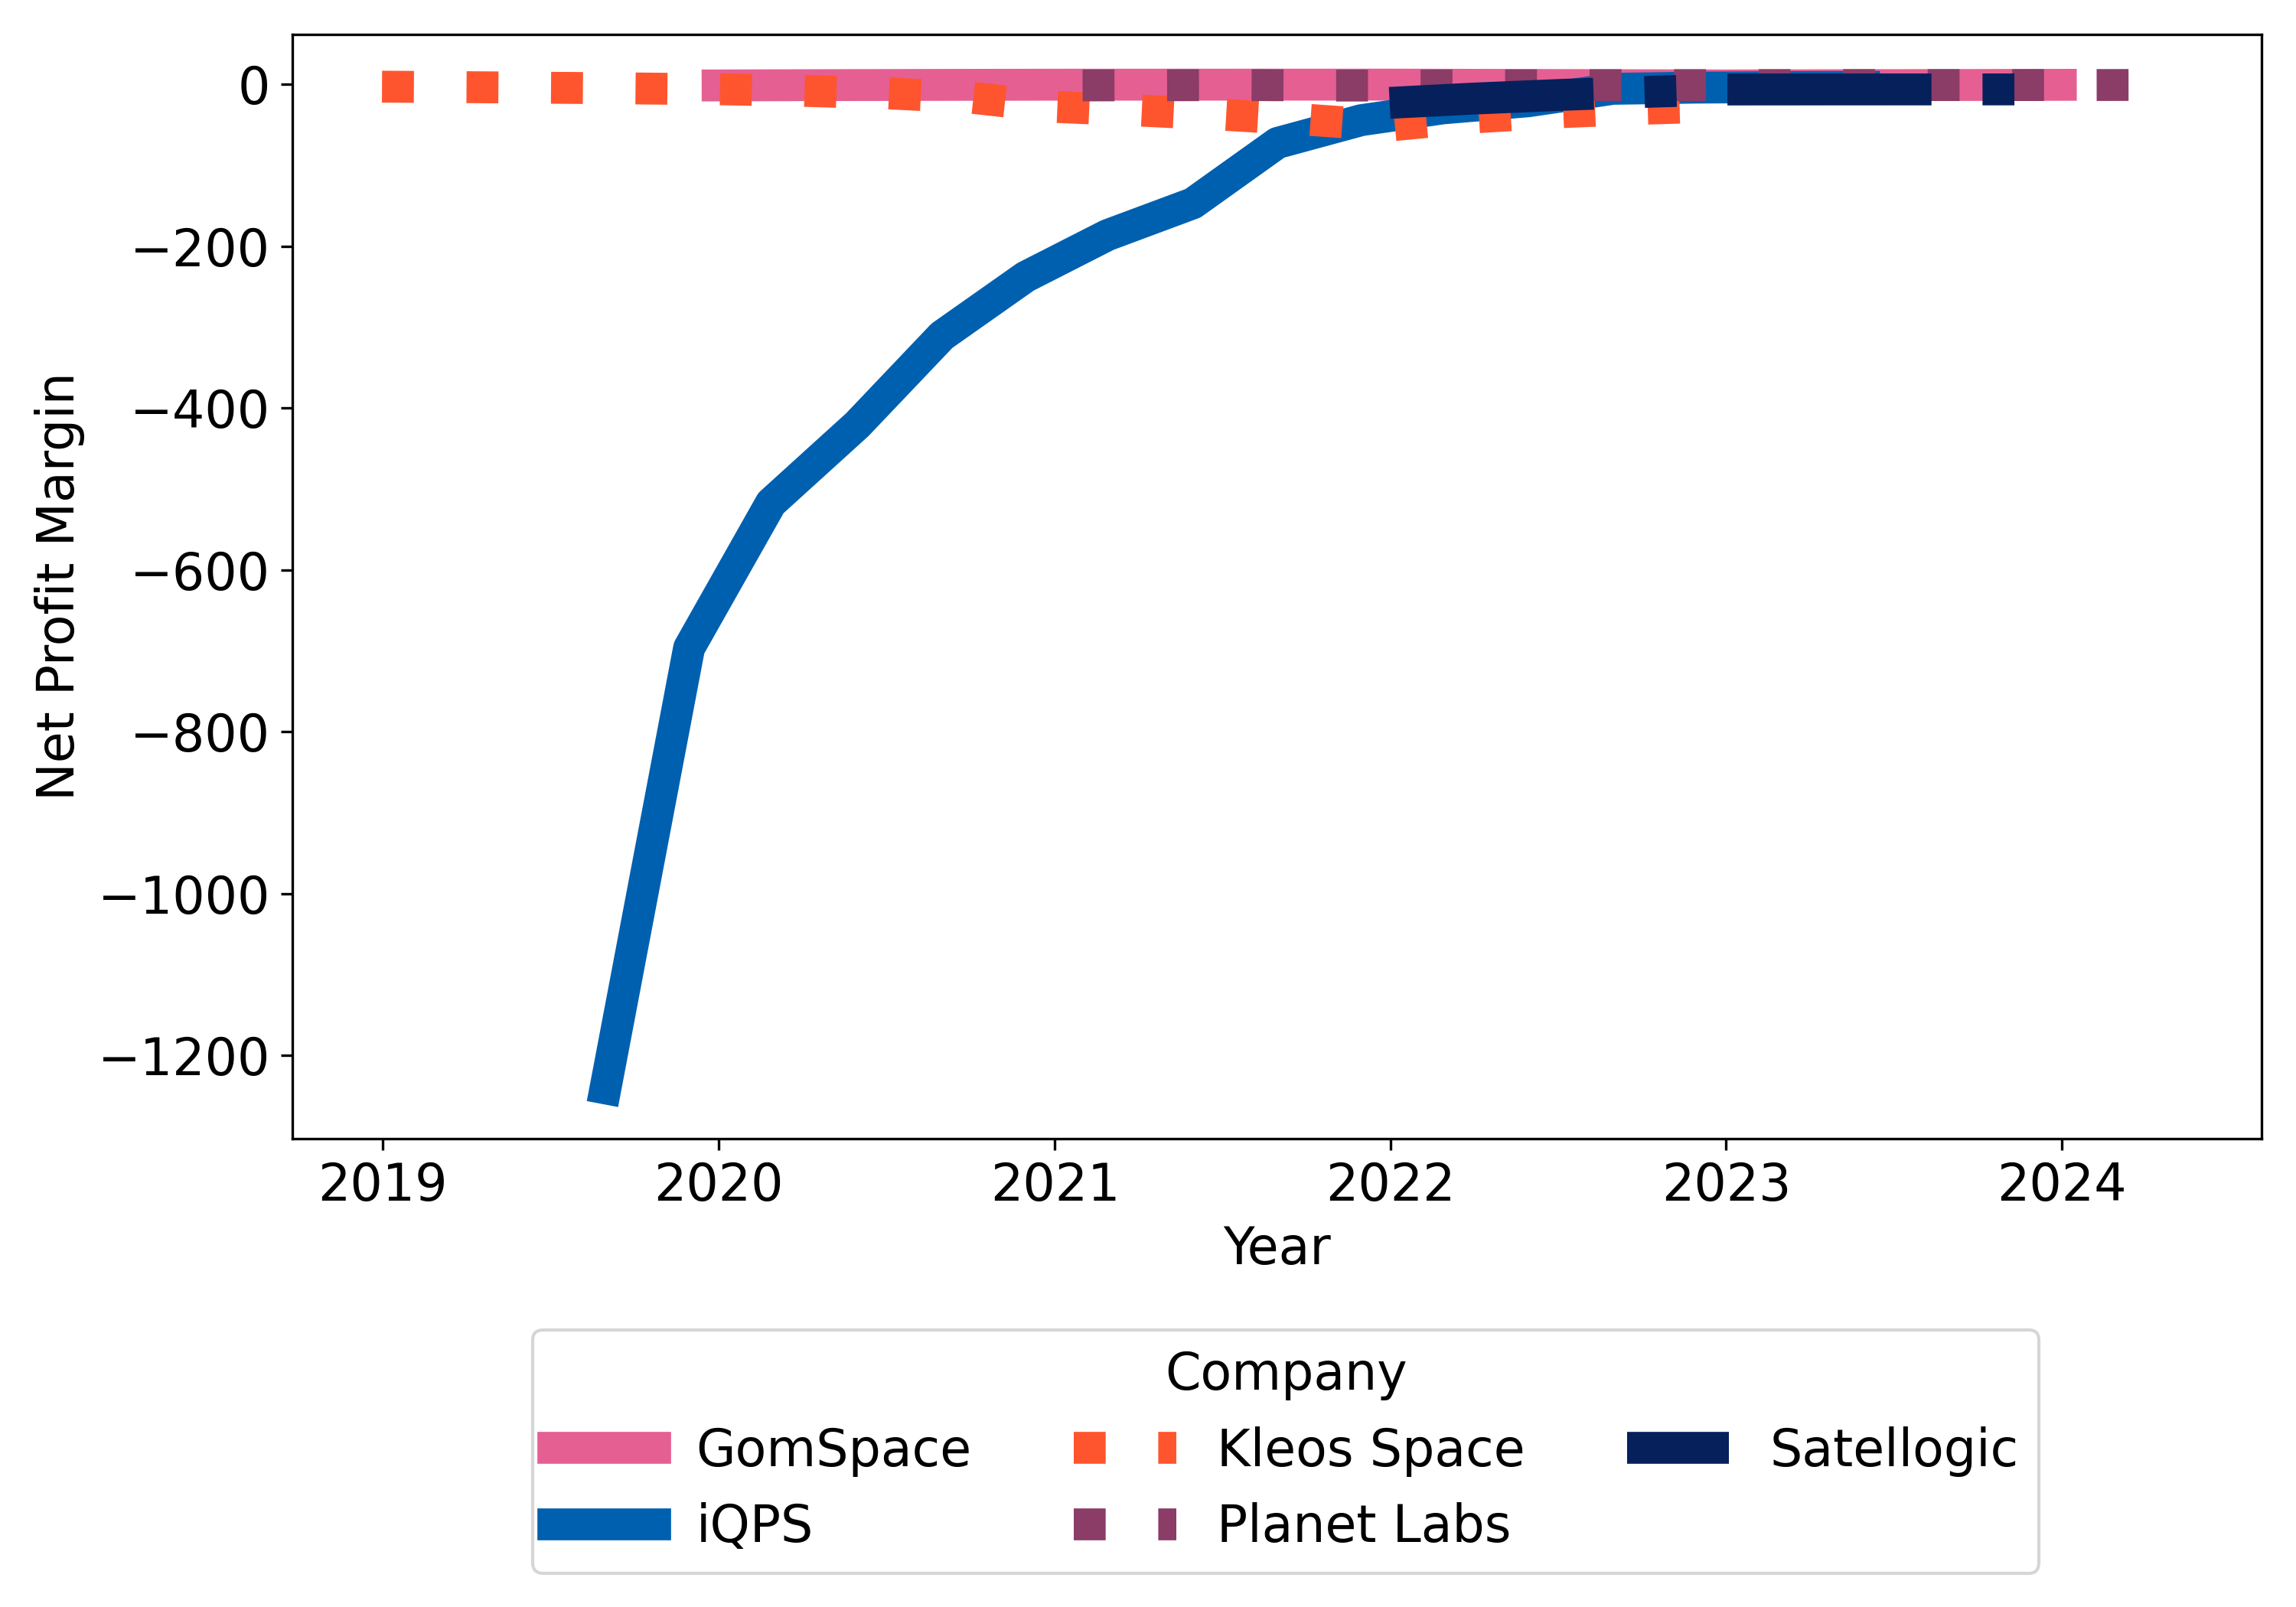 0
−200
−400
−600
−800
−1000
−1200
Net Profit Margin
2019 2020 2021 2022 2023 2024
Year
Company
GomSpace Kleos Space Satellogic
iQPS Planet Labs